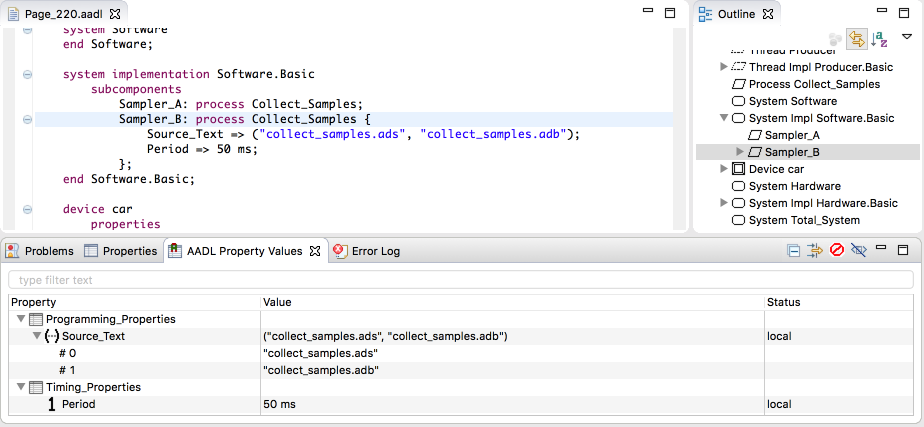 Page_220.aadl
system Software
end Software;
system implementation Software.Basic
subcomponents
Sampler_A: process Collect_Samples;
Sampler_B: process Collect_Samples {
Source_Text => ("collect_samples.ads", "collect_samples.adb");
Period => 50 ms;
};
end Software.Basic;
device car
properties
Outline
Thread Producer
Thread Impl Producer.Basic
Process Collect_Samples
System Software
System Impl Software.Basic
Sampler_A
Sampler_B
Device car
System Hardware
System Impl Hardware.Basic
System Total_System
Problems Properties AADL Property Values Error Log
type filter text
Property Value Status
Programming_Properties
Source_Text ("collect_samples.ads", "collect_samples.adb") local
# 0 "collect_samples.ads"
# 1 "collect_samples.adb"
Timing_Properties
1 Period 50 ms local